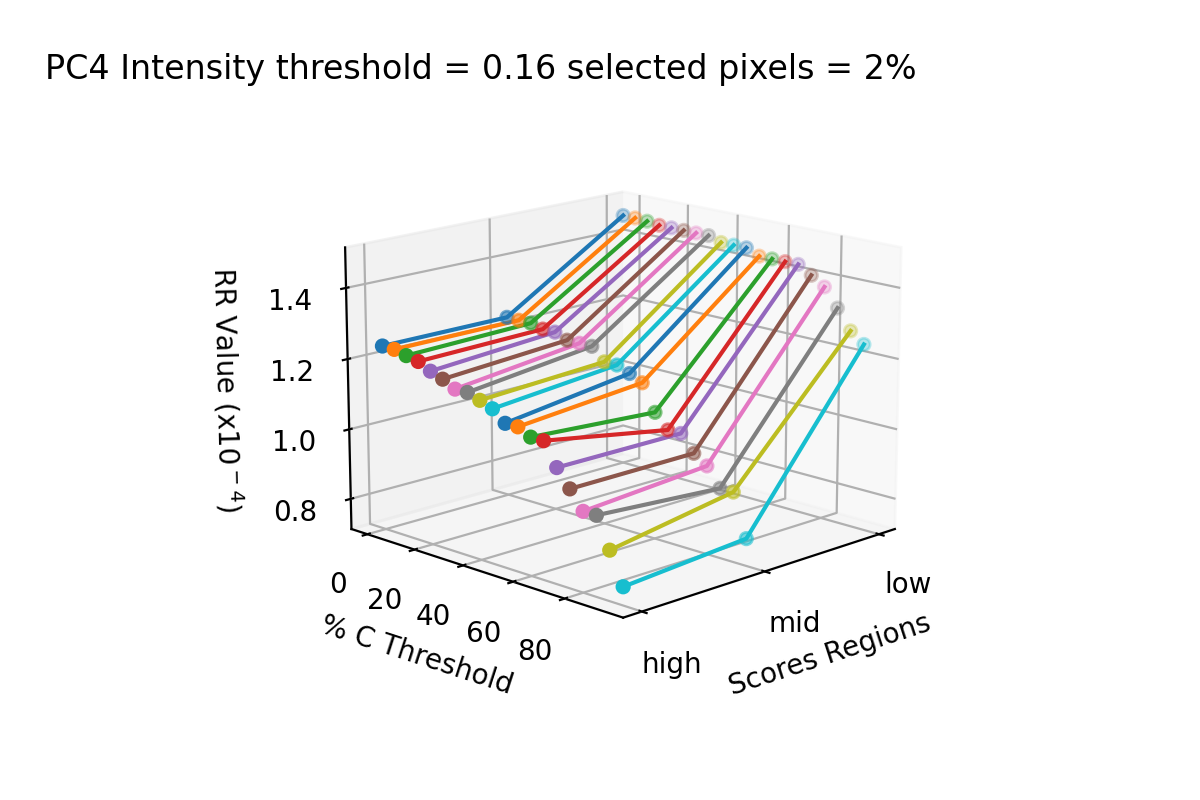 PC4 Intensity threshold = 0.16 selected pixels = 2%
RR Value (x10⁻⁴)
1.4
1.2
1.0
0.8
0
20
40
60
80
% C Threshold
high
mid
low
Scores Regions